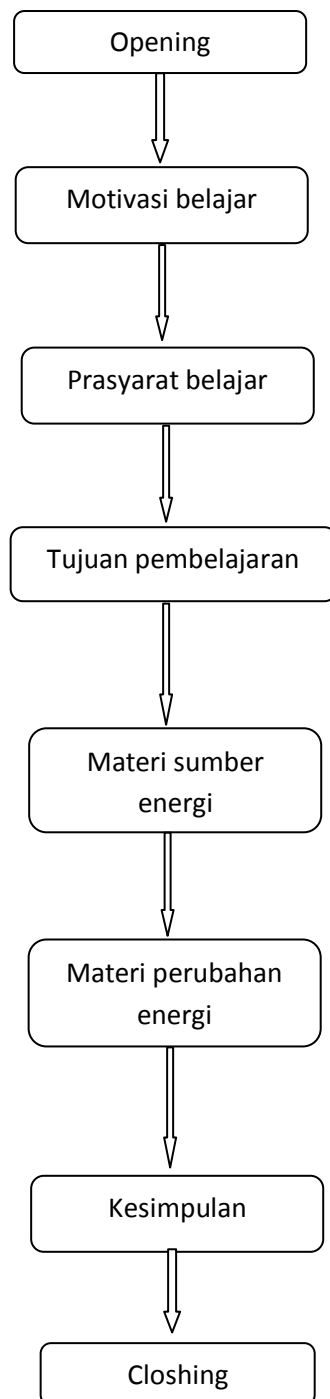 Opening
Motivasi belajar
Prasyarat belajar
Tujuan pembelajaran
Materi sumber
energi
Materi perubahan
energi
Kesimpulan
Closhing